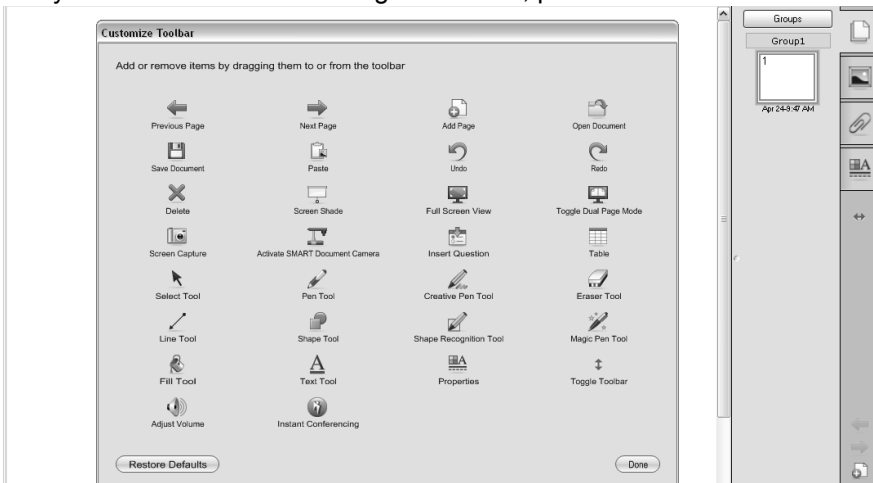 Customize Toolbar
Add or remove items by dragging them to or from the toolbar
Previous Page
Next Page
Add Page
Open Document
Save Document
Paste
Undo
Redo
Delete
Screen Shade
Full Screen View
Toggle Dual Page Mode
Screen Capture
Activate SMART Document Camera
Insert Question
Table
Select Tool
Pen Tool
Creative Pen Tool
Eraser Tool
Line Tool
Shape Tool
Shape Recognition Tool
Magic Pen Tool
Fill Tool
Text Tool
Properties
Toggle Toolbar
Adjust Volume
Instant Conferencing
Restore Defaults
Done
Groups
Group1
1
Apr 24-9:47 AM